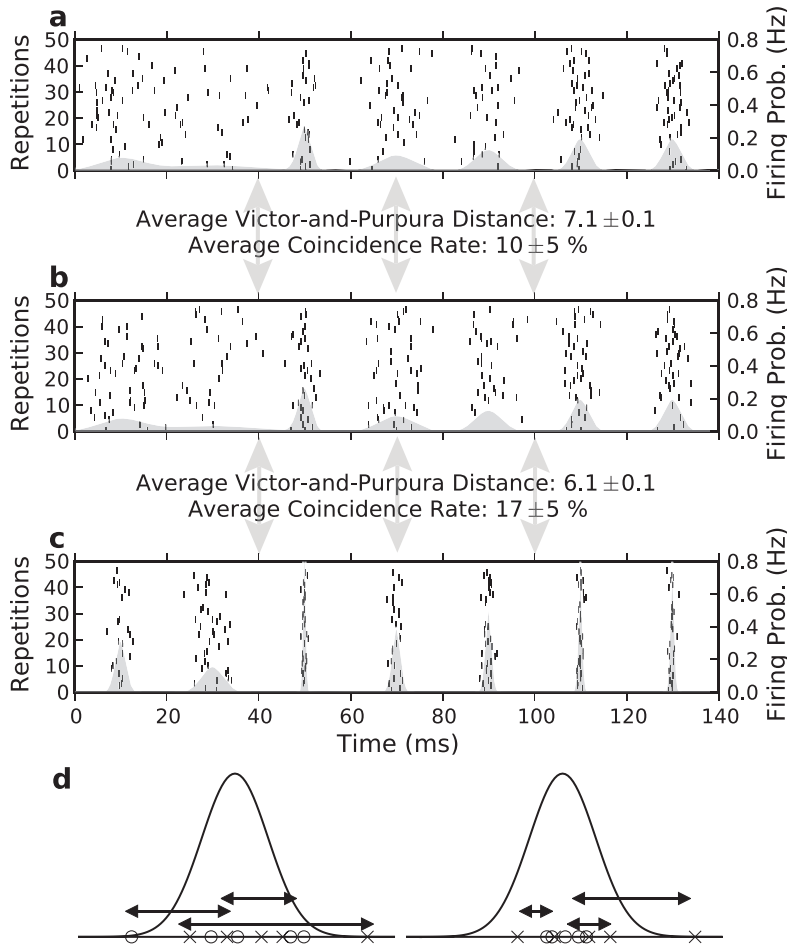 a
Repetitions
50
40
30
20
10
0
0.8
0.6
0.4
0.2
0.0
Firing Prob. (Hz)
Average Victor-and-Purpura Distance: 7.1 ±0.1
Average Coincidence Rate: 10 ±5 %
b
Repetitions
50
40
30
20
10
0
0.8
0.6
0.4
0.2
0.0
Firing Prob. (Hz)
Average Victor-and-Purpura Distance: 6.1 ±0.1
Average Coincidence Rate: 17 ±5 %
c
Repetitions
50
40
30
20
10
0
0.8
0.6
0.4
0.2
0.0
Firing Prob. (Hz)
0 20 40 60 80 100 120 140
Time (ms)
d